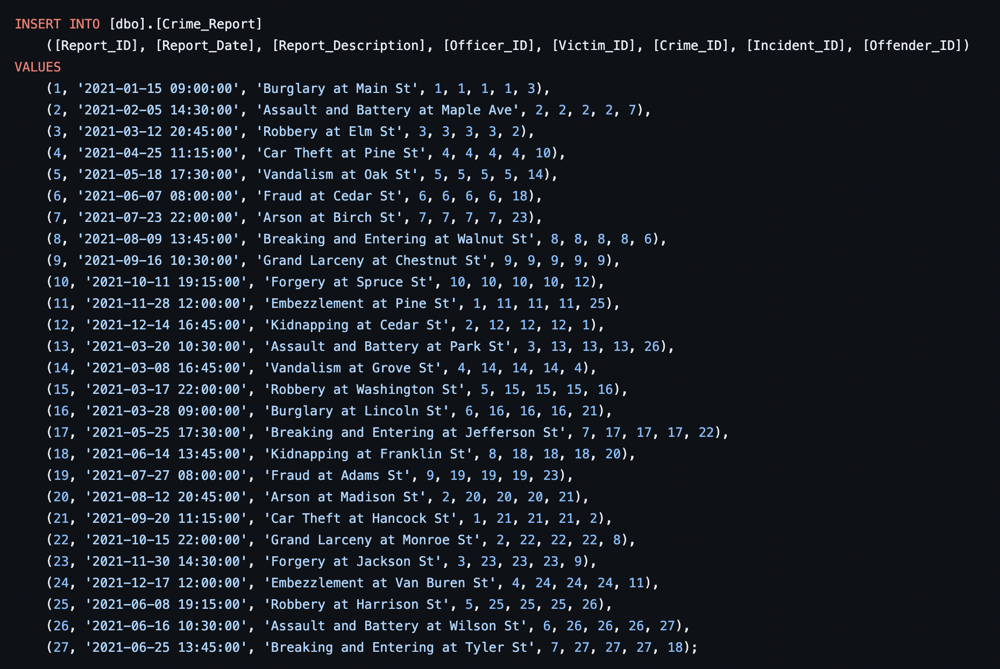 INSERT INTO [dbo].[Crime_Report]
    ([Report_ID], [Report_Date], [Report_Description], [Officer_ID], [Victim_ID], [Crime_ID], [Incident_ID], [Offender_ID])
VALUES
    (1, '2021-01-15 09:00:00', 'Burglary at Main St', 1, 1, 1, 1, 3),
    (2, '2021-02-05 14:30:00', 'Assault and Battery at Maple Ave', 2, 2, 2, 2, 7),
    (3, '2021-03-12 20:45:00', 'Robbery at Elm St', 3, 3, 3, 3, 2),
    (4, '2021-04-25 11:15:00', 'Car Theft at Pine St', 4, 4, 4, 4, 10),
    (5, '2021-05-18 17:30:00', 'Vandalism at Oak St', 5, 5, 5, 5, 14),
    (6, '2021-06-07 08:00:00', 'Fraud at Cedar St', 6, 6, 6, 6, 18),
    (7, '2021-07-23 22:00:00', 'Arson at Birch St', 7, 7, 7, 7, 23),
    (8, '2021-08-09 13:45:00', 'Breaking and Entering at Walnut St', 8, 8, 8, 8, 6),
    (9, '2021-09-16 10:30:00', 'Grand Larceny at Chestnut St', 9, 9, 9, 9, 9),
    (10, '2021-10-11 19:15:00', 'Forgery at Spruce St', 10, 10, 10, 10, 12),
    (11, '2021-11-28 12:00:00', 'Embezzlement at Pine St', 1, 11, 11, 11, 25),
    (12, '2021-12-14 16:45:00', 'Kidnapping at Cedar St', 2, 12, 12, 12, 1),
    (13, '2021-03-20 10:30:00', 'Assault and Battery at Park St', 3, 13, 13, 13, 26),
    (14, '2021-03-08 16:45:00', 'Vandalism at Grove St', 4, 14, 14, 14, 4),
    (15, '2021-03-17 22:00:00', 'Robbery at Washington St', 5, 15, 15, 15, 16),
    (16, '2021-03-28 09:00:00', 'Burglary at Lincoln St', 6, 16, 16, 16, 21),
    (17, '2021-05-25 17:30:00', 'Breaking and Entering at Jefferson St', 7, 17, 17, 17, 22),
    (18, '2021-06-14 13:45:00', 'Kidnapping at Franklin St', 8, 18, 18, 18, 20),
    (19, '2021-07-27 08:00:00', 'Fraud at Adams St', 9, 19, 19, 19, 23),
    (20, '2021-08-12 20:45:00', 'Arson at Madison St', 2, 20, 20, 20, 21),
    (21, '2021-09-20 11:15:00', 'Car Theft at Hancock St', 1, 21, 21, 21, 2),
    (22, '2021-10-15 22:00:00', 'Grand Larceny at Monroe St', 2, 22, 22, 22, 8),
    (23, '2021-11-30 14:30:00', 'Forgery at Jackson St', 3, 23, 23, 23, 9),
    (24, '2021-12-17 12:00:00', 'Embezzlement at Van Buren St', 4, 24, 24, 24, 11),
    (25, '2021-06-08 19:15:00', 'Robbery at Harrison St', 5, 25, 25, 25, 26),
    (26, '2021-06-16 10:30:00', 'Assault and Battery at Wilson St', 6, 26, 26, 26, 27),
    (27, '2021-06-25 13:45:00', 'Breaking and Entering at Tyler St', 7, 27, 27, 27, 18);